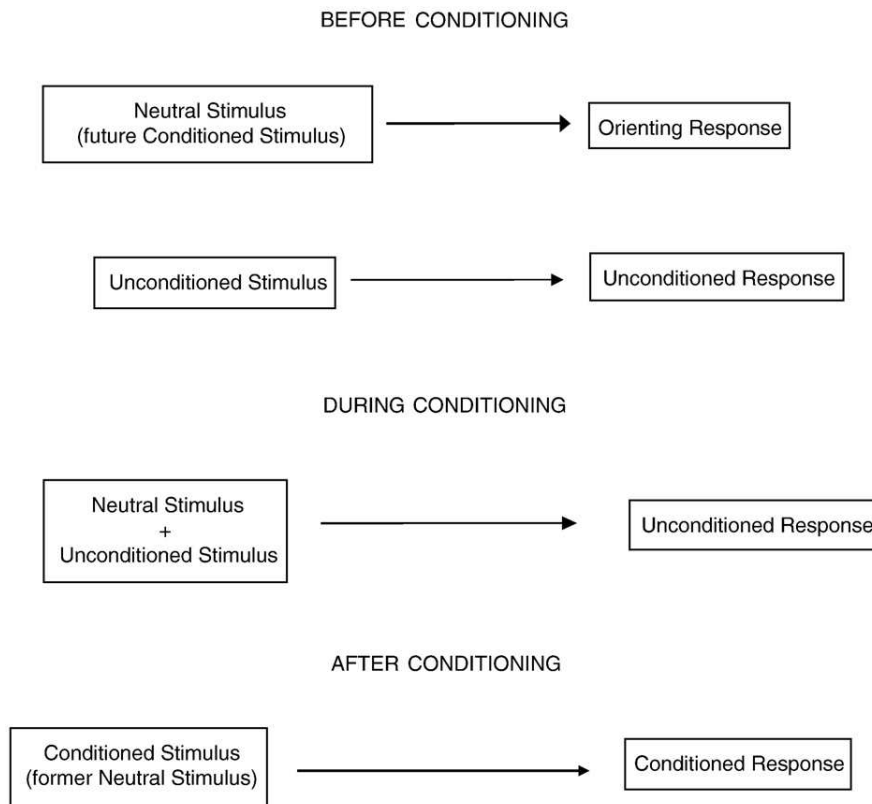 BEFORE CONDITIONING
Neutral Stimulus
(future Conditioned Stimulus)
Orienting Response
Unconditioned Stimulus
Unconditioned Response
DURING CONDITIONING
Neutral Stimulus
+
Unconditioned Stimulus
Unconditioned Response
AFTER CONDITIONING
Conditioned Stimulus
(former Neutral Stimulus)
Conditioned Response